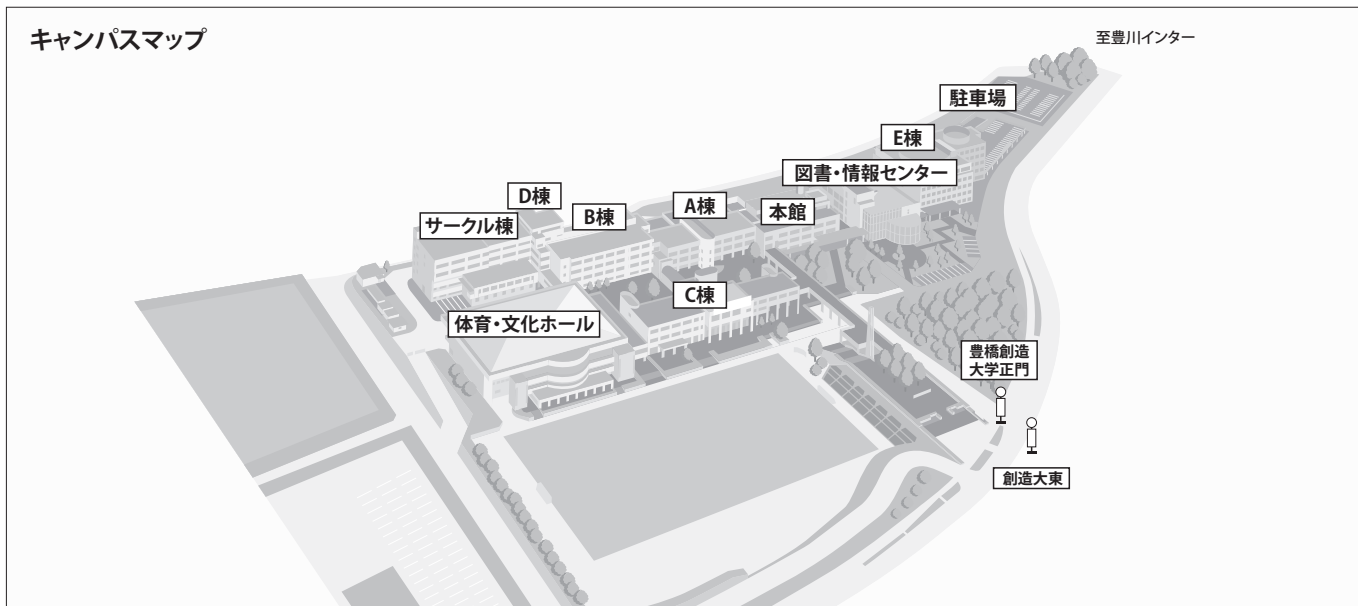 キャンパスマップ
至豊川インター
駐車場
E棟
図書・情報センター
D棟
B棟
A棟
本館
サークル棟
C棟
体育・文化ホール
豊橋創造
大学正門
創造大東